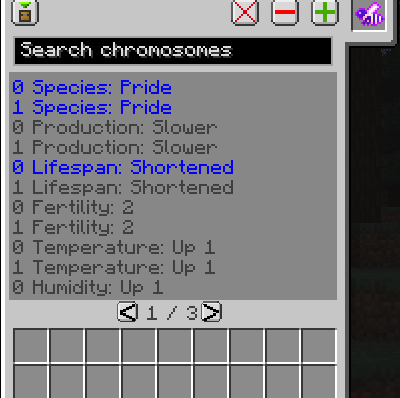 Search chromosomes
0 Species: Pride
1 Species: Pride
0 Production: Slower
1 Production: Slower
0 Lifespan: Shortened
1 Lifespan: Shortened
0 Fertility: 2
1 Fertility: 2
0 Temperature: Up 1
1 Temperature: Up 1
0 Humidity: Up 1
< 1 / 3 >